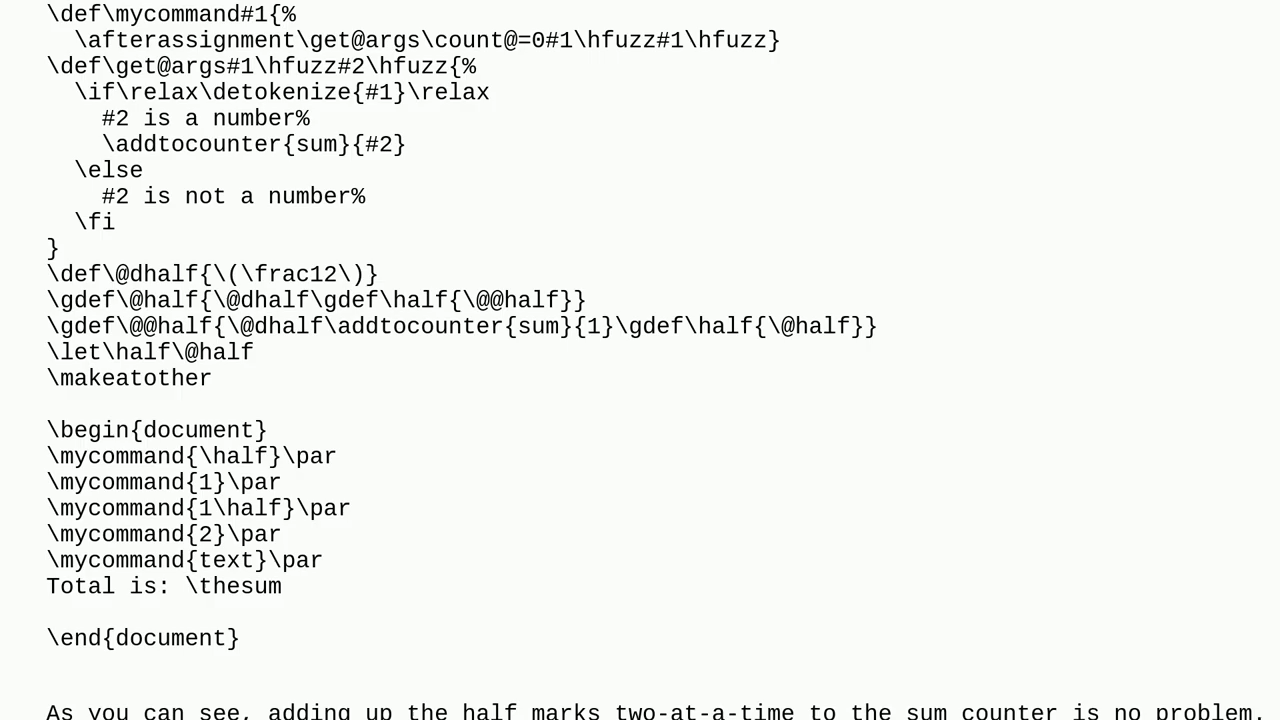 \def\mycommand#1{%
  \afterassignment\get@args\count@=0#1\hfuzz#1\hfuzz}
\def\get@args#1\hfuzz#2\hfuzz{%
  \if\relax\detokenize{#1}\relax
    #2 is a number%
    \addtocounter{sum}{#2}
  \else
    #2 is not a number%
  \fi
}
\def\@dhalf{\(\frac12\)}
\gdef\@half{\@dhalf\gdef\half{\@@half}}
\gdef\@@half{\@dhalf\addtocounter{sum}{1}\gdef\half{\@half}}
\let\half\@half
\makeatother

\begin{document}
\mycommand{\half}\par
\mycommand{1}\par
\mycommand{1\half}\par
\mycommand{2}\par
\mycommand{text}\par
Total is: \thesum

\end{document}

As you can see, adding up the half marks two-at-a-time to the sum counter is no problem.